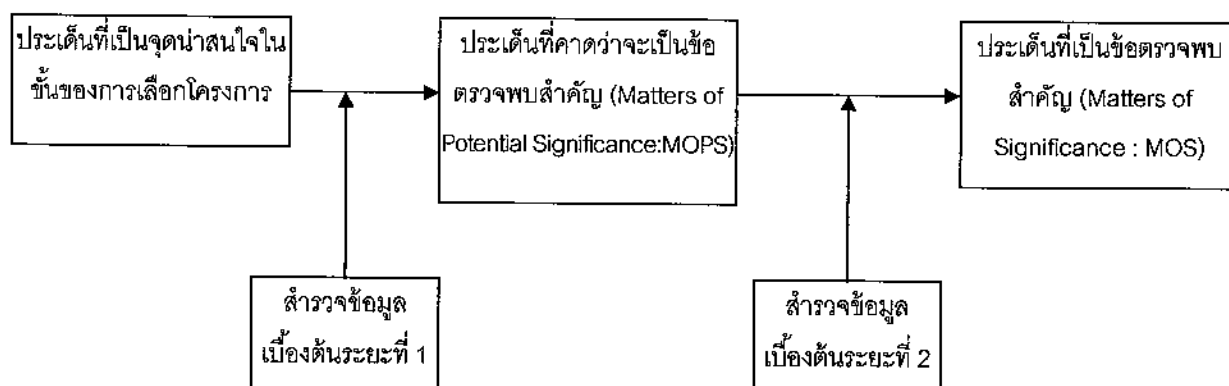 ประเด็นที่เป็นจุดน่าสนใจใน
ขั้นของการเลือกโครงการ
ประเด็นที่คาดว่าจะเป็นข้อ
ตรวจพบสำคัญ (Matters of
Potential Significance:MOPS)
ประเด็นที่เป็นข้อตรวจพบ
สำคัญ (Matters of
Significance : MOS)
สำรวจข้อมูล
เบื้องต้นระยะที่ 1
สำรวจข้อมูล
เบื้องต้นระยะที่ 2